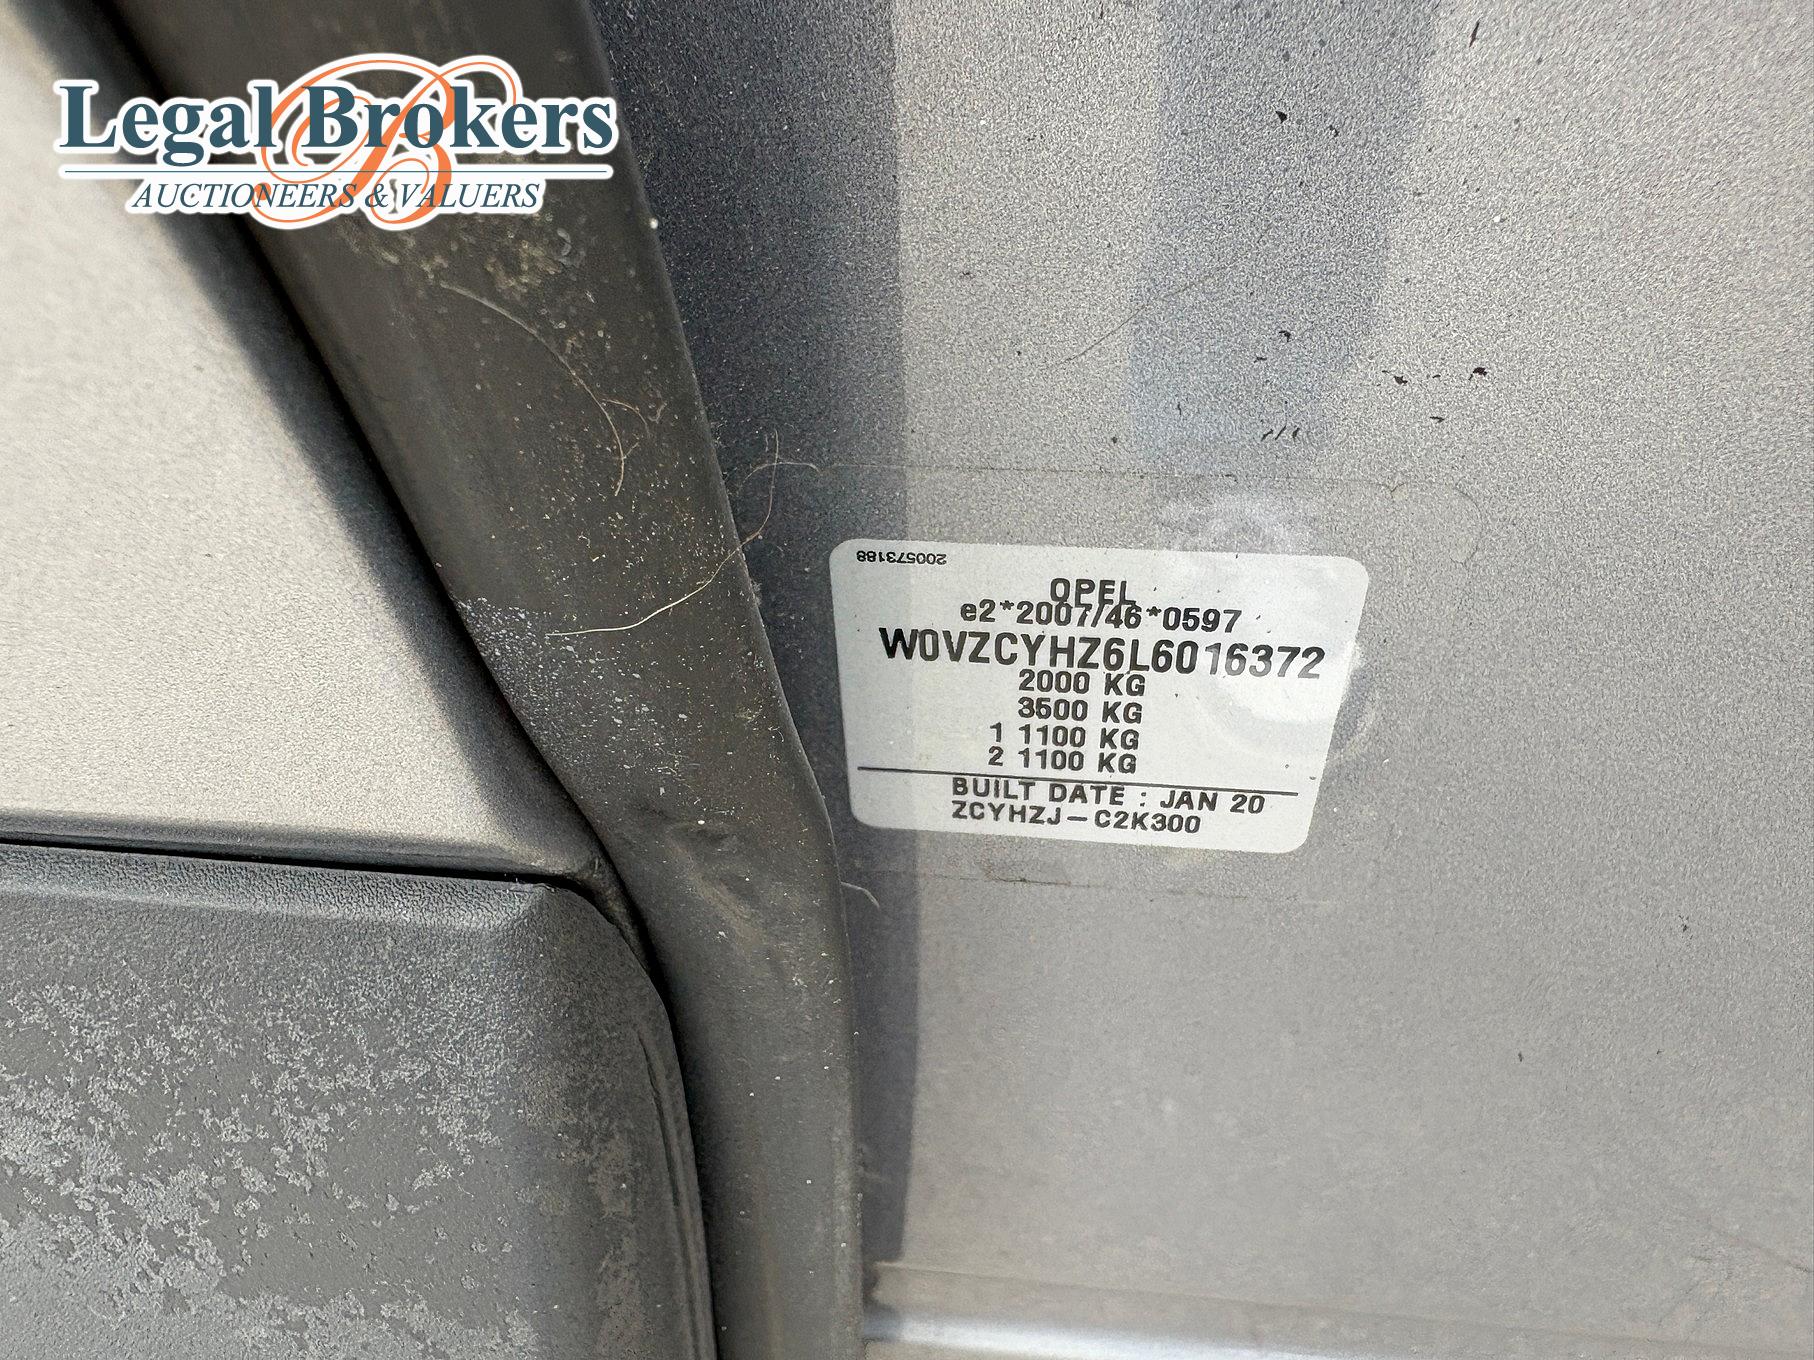 Legal Brokers
AUCTIONEERS & VALUERS
200573188
OPEL
e2*2007/46*0597
W0VZCYHZ6L6016372
2000 KG
3500 KG
1 1100 KG
2 1100 KG
BUILT DATE : JAN 20
ZCYHZJ-C2K300